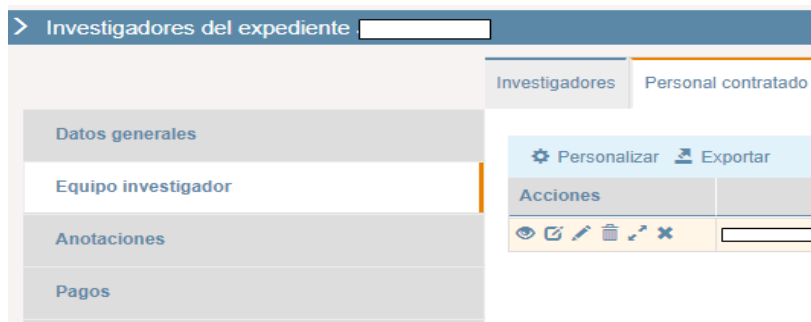 Investigadores del expediente
Investigadores Personal contratado
Datos generales
Equipo investigador
Anotaciones
Pagos
Personalizar Exportar
Acciones